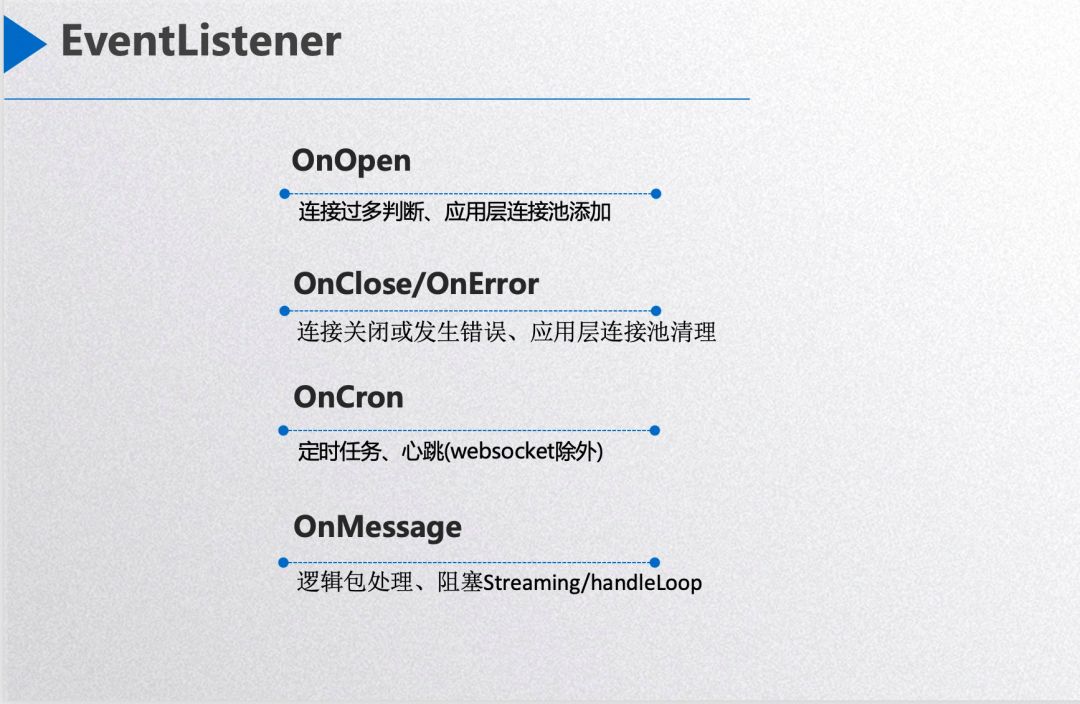 EventListener
OnOpen
连接过多判断、应用层连接池添加
OnClose/OnError
连接关闭或发生错误、应用层连接池清理
OnCron
定时任务、心跳(websocket除外)
OnMessage
逻辑包处理、阻塞Streaming/handleLoop